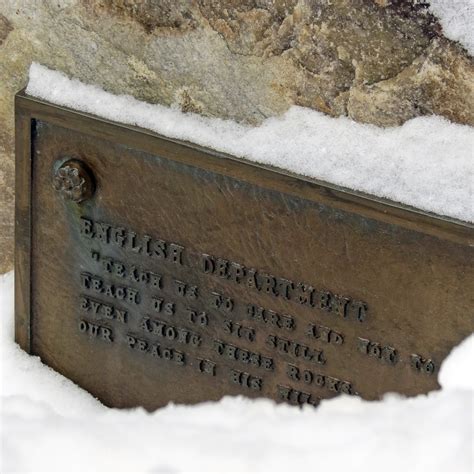 ENGLISH DEPARTMENT
"TEACH US TO CARE AND NOT TO
TEACH US TO SIT STILL
EVEN AMONG THESE ROCKS,
OUR PEACE IN HIS WILL